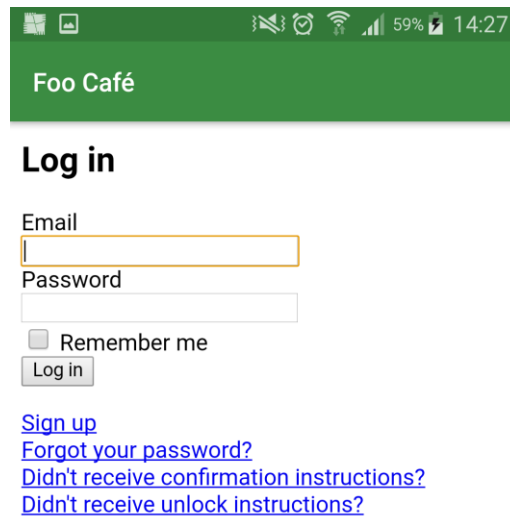 59% 14:27
Foo Café
Log in
Email
Password
Remember me
Log in
Sign up
Forgot your password?
Didn't receive confirmation instructions?
Didn't receive unlock instructions?